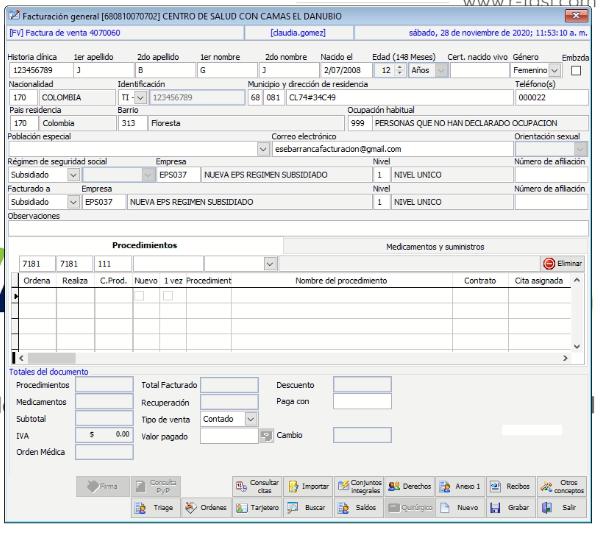 Facturación general [680810070702] CENTRO DE SALUD CON CAMAS EL DANUBIO
[FV] Factura de venta 4070060 [claudia.gomez] sábado, 28 de noviembre de 2020; 11:53:10 a. m.
Historia clínica 1er apellido 2do apellido 1er nombre 2do nombre Nacido el Edad (148 Meses) Cert. nacido vivo Género Embzda
123456789 J B G J 2/07/2008 12 Años Femenino
Nacionalidad Identificación Municipio y dirección de residencia Teléfono(s)
170 COLOMBIA TI - 123456789 68 081 CL74#34C49 000022
Pais residencia Barrio Ocupación habitual
170 Colombia 313 Floresta 999 PERSONAS QUE NO HAN DECLARADO OCUPACION
Población especial Correo electrónico Orientación sexual
esebarrancafacturacion@gmail.com
Régimen de seguridad social Empresa Nivel Número de afiliación
Subsidiado EPS037 NUEVA EPS REGIMEN SUBSIDIADO 1 NIVEL UNICO
Facturado a Empresa Nivel Número de afiliación
Subsidiado EPS037 NUEVA EPS REGIMEN SUBSIDIADO 1 NIVEL UNICO
Observaciones
Procedimientos Medicamentos y suministros
7181 7181 111 Eliminar
Ordena Realiza C.Prod. Nuevo 1 vez Procedimient Nombre del procedimiento Contrato Cita asignada
Totales del documento
Procedimientos Total Facturado Descuento
Medicamentos Recuperación Paga con
Subtotal Tipo de venta Contado
IVA $ 0.00 Valor pagado Cambio
Orden Médica
Firma Consulta PyP Consultar citas Importar Conjuntos integrales Derechos Anexo 1 Recibos Otros conceptos
Triage Ordenes Tarjetero Buscar Saldos Quirúrgico Nuevo Grabar Salir